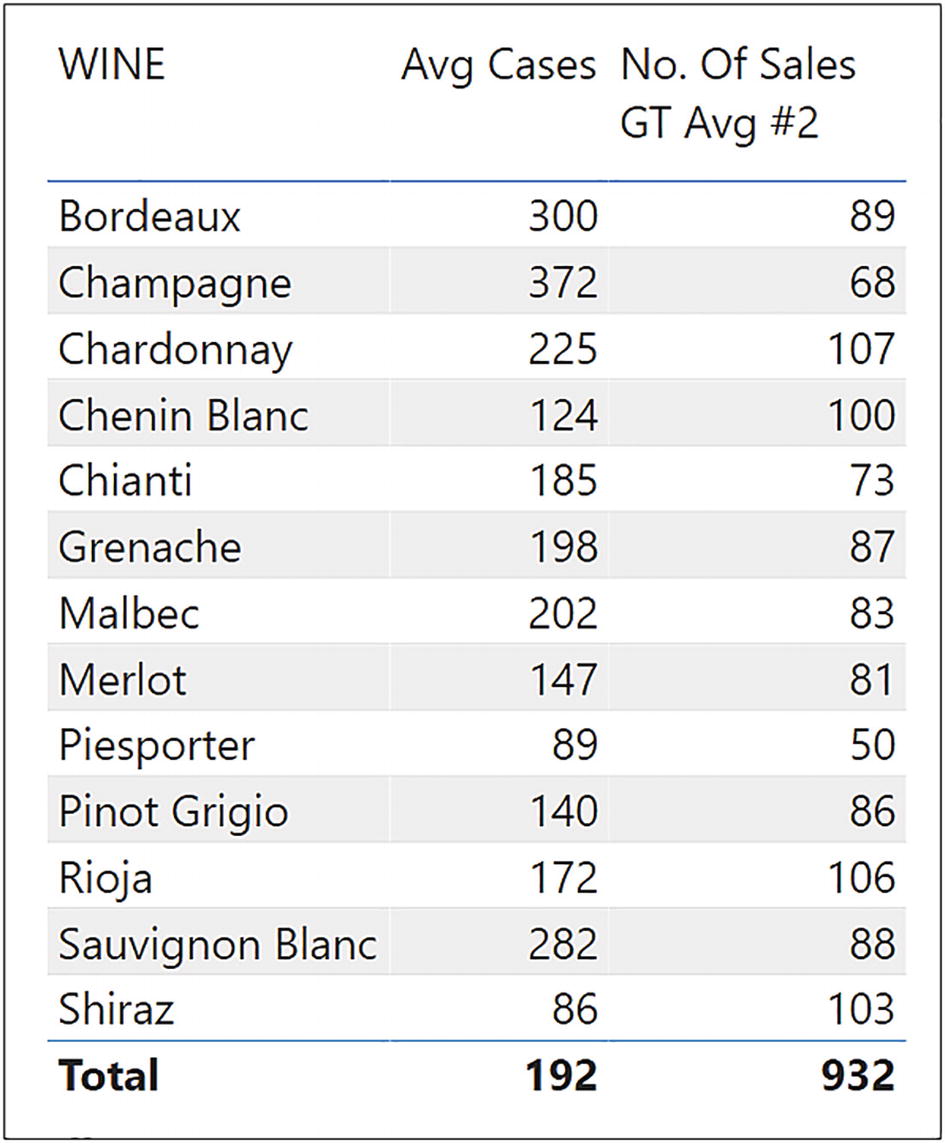 WINE Avg Cases No. Of Sales
GT Avg #2
Bordeaux 300 89
Champagne 372 68
Chardonnay 225 107
Chenin Blanc 124 100
Chianti 185 73
Grenache 198 87
Malbec 202 83
Merlot 147 81
Piesporter 89 50
Pinot Grigio 140 86
Rioja 172 106
Sauvignon Blanc 282 88
Shiraz 86 103
Total 192 932